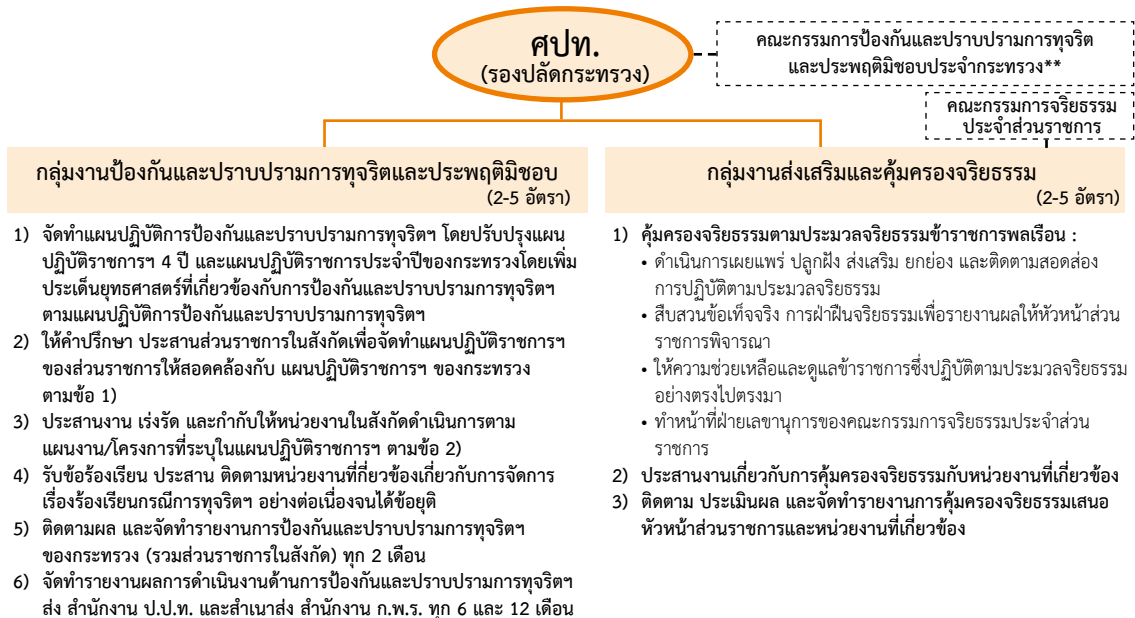 ศปท.
(รองปลัดกระทรวง)
คณะกรรมการป้องกันและปราบปรามการทุจริต
และประพฤติมิชอบประจำกระทรวง**
คณะกรรมการจริยธรรม
ประจำส่วนราชการ
กลุ่มงานป้องกันและปราบปรามการทุจริตและประพฤติมิชอบ
(2-5 อัตรา)
1) จัดทำแผนปฏิบัติการป้องกันและปราบปรามการทุจริตฯ โดยปรับปรุงแผน
ปฏิบัติราชการฯ 4 ปี และแผนปฏิบัติราชการประจำปีของกระทรวงโดยเพิ่ม
ประเด็นยุทธศาสตร์ที่เกี่ยวข้องกับการป้องกันและปราบปรามการทุจริตฯ
ตามแผนปฏิบัติการป้องกันและปราบปรามการทุจริตฯ
2) ให้คำปรึกษา ประสานส่วนราชการในสังกัดเพื่อจัดทำแผนปฏิบัติราชการฯ
ของส่วนราชการให้สอดคล้องกับ แผนปฏิบัติราชการฯ ของกระทรวง
ตามข้อ 1)
3) ประสานงาน เร่งรัด และกำกับให้หน่วยงานในสังกัดดำเนินการตาม
แผนงาน/โครงการที่ระบุในแผนปฏิบัติราชการฯ ตามข้อ 2)
4) รับข้อร้องเรียน ประสาน ติดตามหน่วยงานที่กี่ยวข้องเกี่ยวกับการจัดการ
เรื่องร้องเรียนกรณีการทุจริตฯ อย่างต่อเนื่องจนได้ข้อยุติ
5) ติดตามผล และจัดทำรายงานการป้องกันและปราบปรามการทุจริตฯ
ของกระทรวง (รวมส่วนราชการในสังกัด) ทุก 2 เดือน
6) จัดทำรายงานผลการดำเนินงานด้านการป้องกันและปราบปรามการทุจริตฯ
ส่ง สำนักงาน ป.ป.ท. และสำเนาส่ง สำนักงาน ก.พ.ร. ทุก 6 และ 12 เดือน
กลุ่มงานส่งเสริมและคุ้มครองจริยธรรม
(2-5 อัตรา)
1) คุ้มครองจริยธรรมตามประมวลจริยธรรมข้าราชการพลเรือน :
• ดำเนินการเผยแพร่ ปลูกฝัง ส่งเสริม ยกย่อง และติดตามสอดส่อง
การปฏิบัติตามประมวลจริยธรรม
• สืบสวนข้อเท็จจริง การฝ่าฝืนจริยธรรมเพื่อรายงานผลให้หัวหน้าส่วน
ราชการพิจารณา
• ให้ความช่วยเหลือและดูแลข้าราชการซึ่งปฏิบัติตามประมวลจริยธรรม
อย่างตรงไปตรงมา
• ทำหน้าที่ฝ่ายเลขานุการของคณะกรรมการจริยธรรมประจำส่วน
ราชการ
2) ประสานงานเกี่ยวกับการคุ้มครองจริยธรรมกับหน่วยงานที่เกี่ยวข้อง
3) ติดตาม ประเมินผล และจัดทำรายงานการคุ้มครองจริยธรรมเสนอ
หัวหน้าส่วนราชการและหน่วยงานที่เกี่ยวข้อง